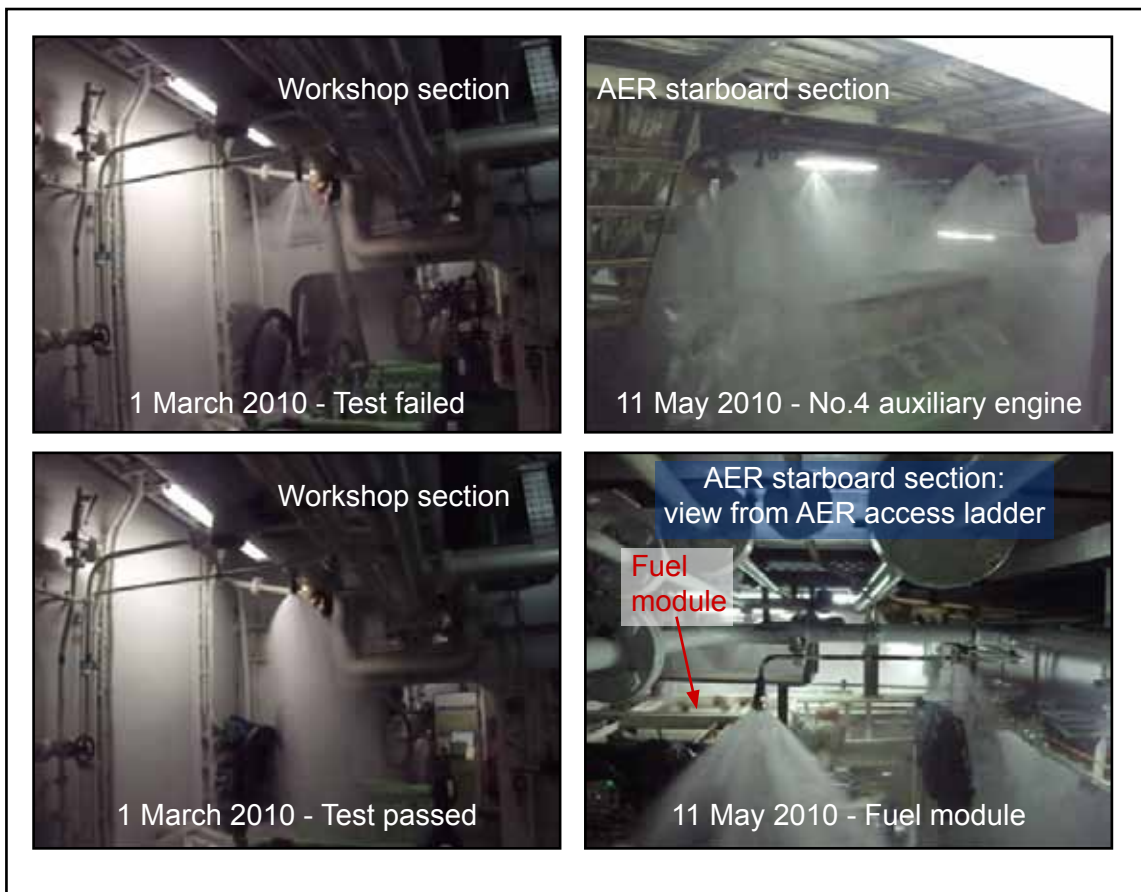 Workshop section
1 March 2010 - Test failed
AER starboard section
11 May 2010 - No.4 auxiliary engine
Workshop section
1 March 2010 - Test passed
AER starboard section:
view from AER access ladder
Fuel
module
11 May 2010 - Fuel module